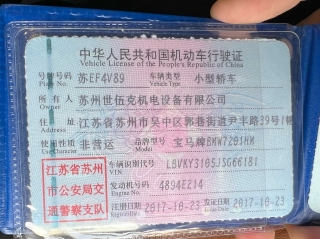 中华人民共和国机动车行驶证
Vehicle License of the People's Republic of China
号牌号码 Plate No. 苏EF4V89 车辆类型 Vehicle Type 小型轿车
所有人 Owner 苏州世伍克机电设备有限公司
住址 Address 江苏省苏州市吴中区郭巷街道尹丰路39号1幢
使用性质 Use Character 非营运 品牌型号 Model 宝马牌BMW7201HM
江苏省苏州市公安局交通警察支队
车辆识别代号 VIN LBVKY3105JSG66181
发动机号码 Engine No. 4894E214
注册日期 Register Date 2017-10-23 发证日期 Issue Date 2017-10-23